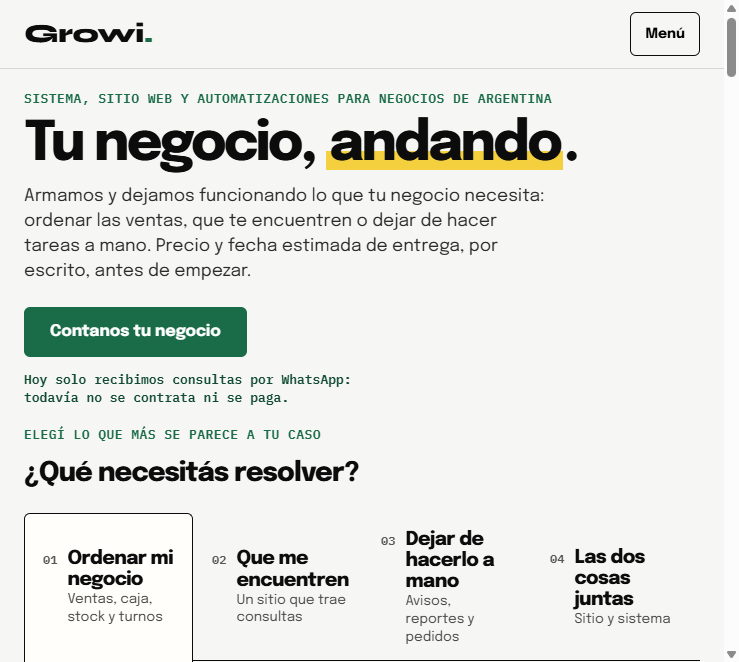 Growi.
Menú
SISTEMA, SITIO WEB Y AUTOMATIZACIONES PARA NEGOCIOS DE ARGENTINA
Tu negocio, andando.
Armamos y dejamos funcionando lo que tu negocio necesita:
ordenar las ventas, que te encuentren o dejar de hacer
tareas a mano. Precio y fecha estimada de entrega, por
escrito, antes de empezar.
Contanos tu negocio
Hoy solo recibimos consultas por WhatsApp:
todavía no se contrata ni se paga.
ELEGÍ LO QUE MÁS SE PARECE A TU CASO
¿Qué necesitás resolver?
01 Ordenar mi
negocio
Ventas, caja,
stock y turnos
02 Que me
encuentren
Un sitio que trae
consultas
03 Dejar de
hacerlo a
mano
Avisos,
reportes y
pedidos
04 Las dos
cosas
juntas
Sitio y sistema